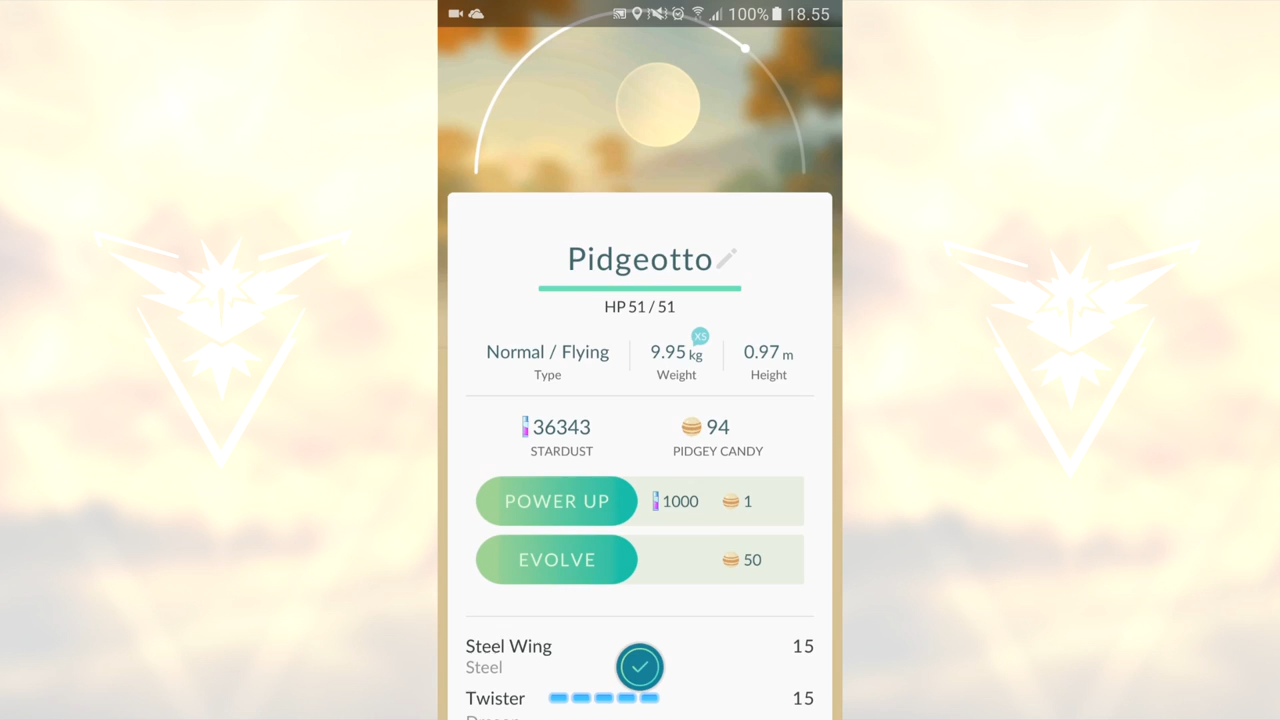 100% 18.55
Pidgeotto
HP 51 / 51
XS
Normal / Flying 9.95 kg 0.97 m
Type Weight Height
36343 94
STARDUST PIDGEY CANDY
POWER UP 1000 1
EVOLVE 50
Steel Wing 15
Steel
Twister 15